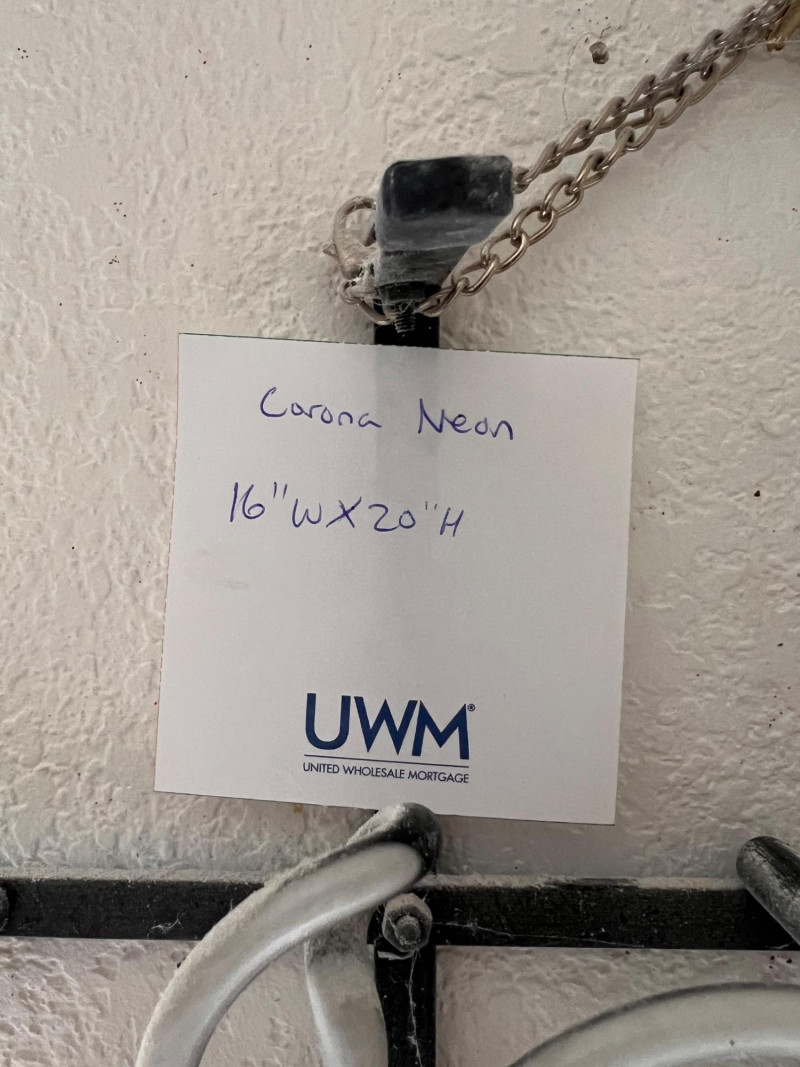 Corona Neon
16"W X 20"H
UWM®
UNITED WHOLESALE MORTGAGE